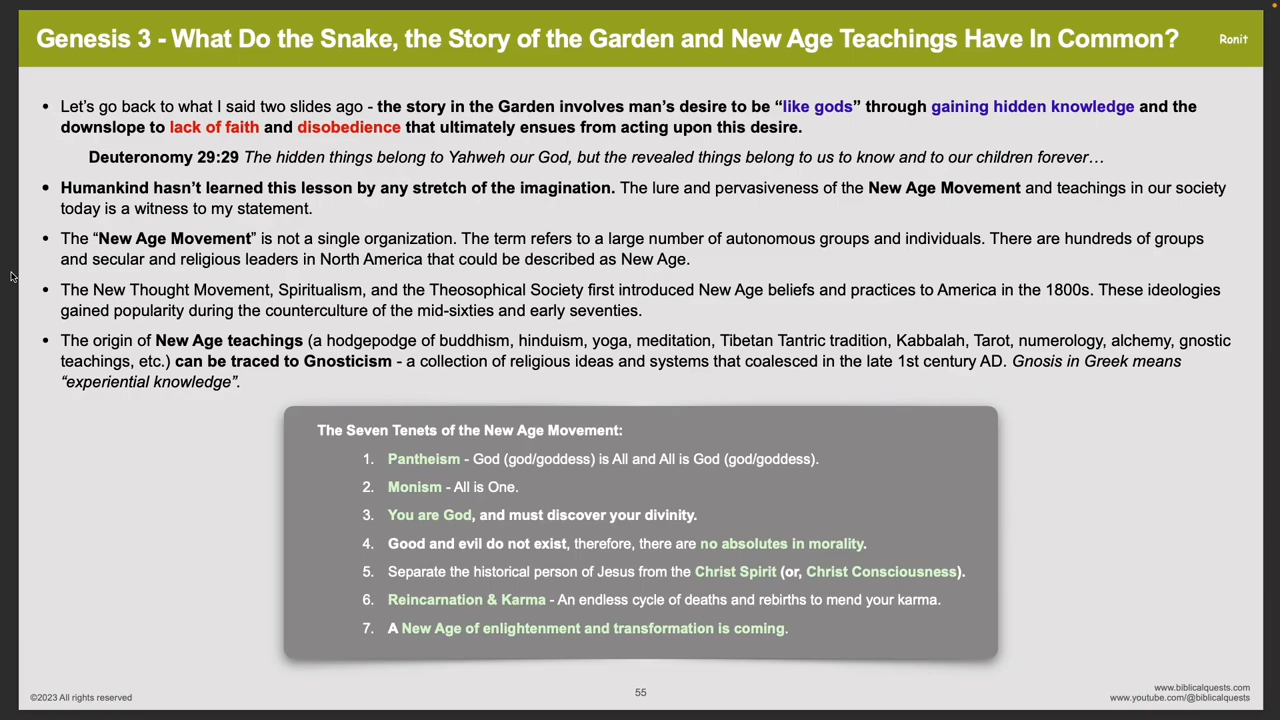 Genesis 3 - What Do the Snake, the Story of the Garden and New Age Teachings Have In Common?
Ronit
• Let's go back to what I said two slides ago - the story in the Garden involves man's desire to be “like gods” through gaining hidden knowledge and the
downslope to lack of faith and disobedience that ultimately ensues from acting upon this desire.
Deuteronomy 29:29 The hidden things belong to Yahweh our God, but the revealed things belong to us to know and to our children forever…
• Humankind hasn't learned this lesson by any stretch of the imagination. The lure and pervasiveness of the New Age Movement and teachings in our society
today is a witness to my statement.
• The “New Age Movement” is not a single organization. The term refers to a large number of autonomous groups and individuals. There are hundreds of groups
and secular and religious leaders in North America that could be described as New Age.
• The New Thought Movement, Spiritualism, and the Theosophical Society first introduced New Age beliefs and practices to America in the 1800s. These ideologies
gained popularity during the counterculture of the mid-sixties and early seventies.
• The origin of New Age teachings (a hodgepodge of buddhism, hinduism, yoga, meditation, Tibetan Tantric tradition, Kabbalah, Tarot, numerology, alchemy, gnostic
teachings, etc.) can be traced to Gnosticism - a collection of religious ideas and systems that coalesced in the late 1st century AD. Gnosis in Greek means
“experiential knowledge”.
The Seven Tenets of the New Age Movement:
1. Pantheism - God (god/goddess) is All and All is God (god/goddess).
2. Monism - All is One.
3. You are God, and must discover your divinity.
4. Good and evil do not exist, therefore, there are no absolutes in morality.
5. Separate the historical person of Jesus from the Christ Spirit (or, Christ Consciousness).
6. Reincarnation & Karma - An endless cycle of deaths and rebirths to mend your karma.
7. A New Age of enlightenment and transformation is coming.
©2023 All rights reserved
55
www.biblicalquests.com
www.youtube.com/@biblicalquests